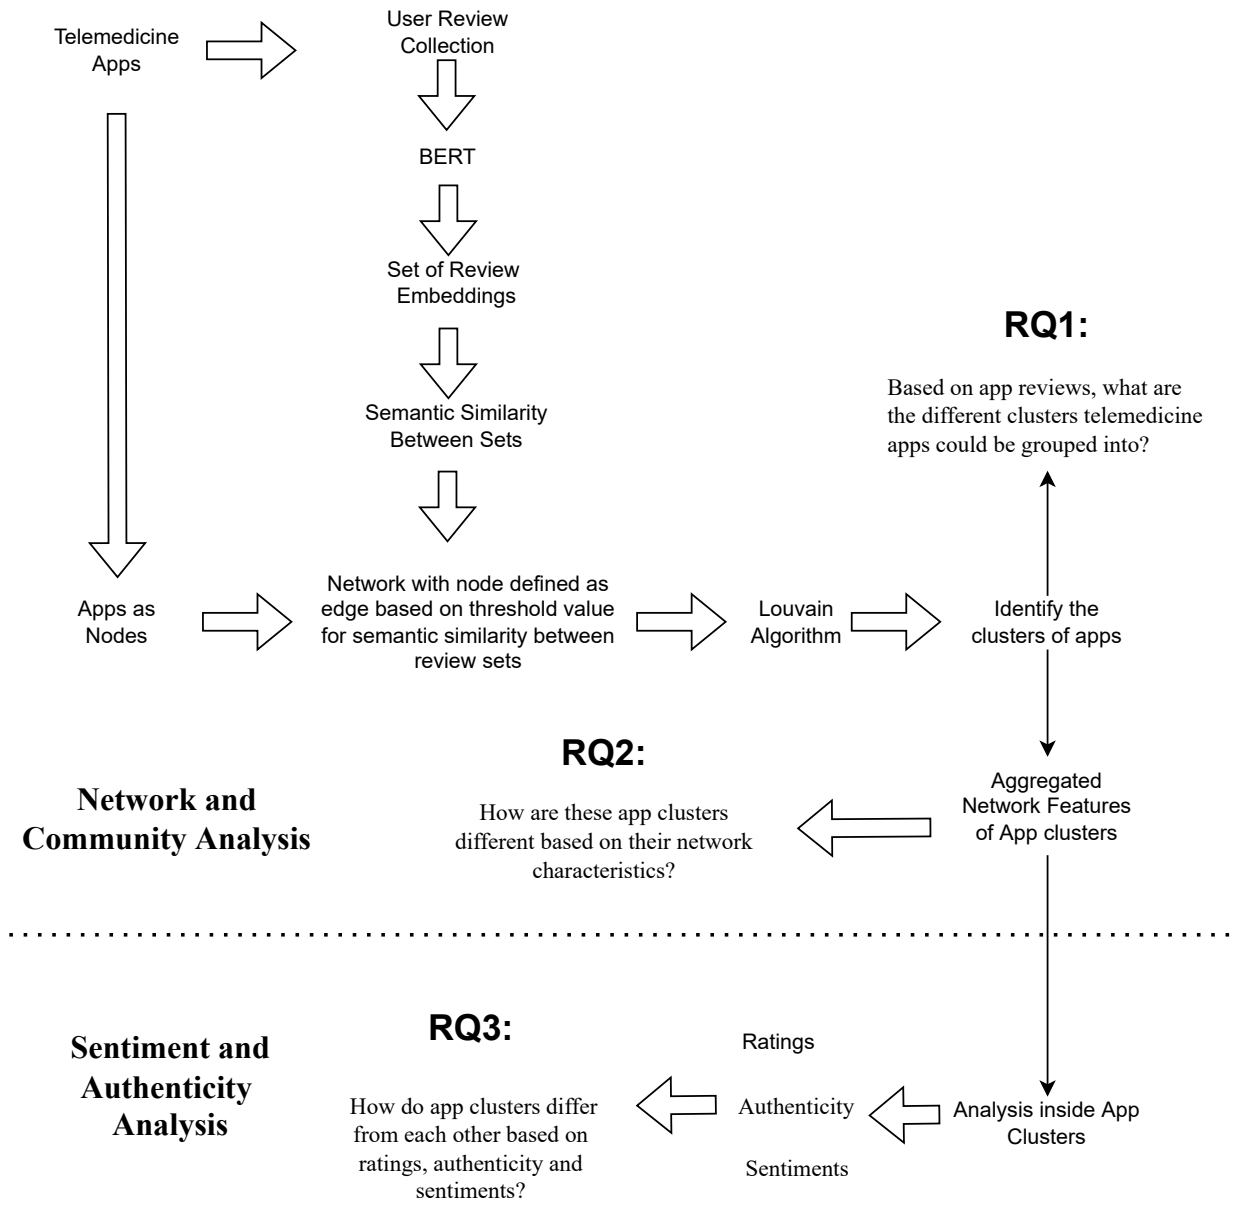 Telemedicine
Apps
User Review
Collection
BERT
Set of Review
Embeddings
Semantic Similarity
Between Sets
RQ1:
Based on app reviews, what are
the different clusters telemedicine
apps could be grouped into?
Apps as
Nodes
Network with node defined as
edge based on threshold value
for semantic similarity between
review sets
Louvain
Algorithm
Identify the
clusters of apps
Network and
Community Analysis
RQ2:
How are these app clusters
different based on their network
characteristics?
Aggregated
Network Features
of App clusters
Sentiment and
Authenticity
Analysis
RQ3:
How do app clusters differ
from each other based on
ratings, authenticity and
sentiments?
Ratings
Authenticity
Sentiments
Analysis inside App
Clusters